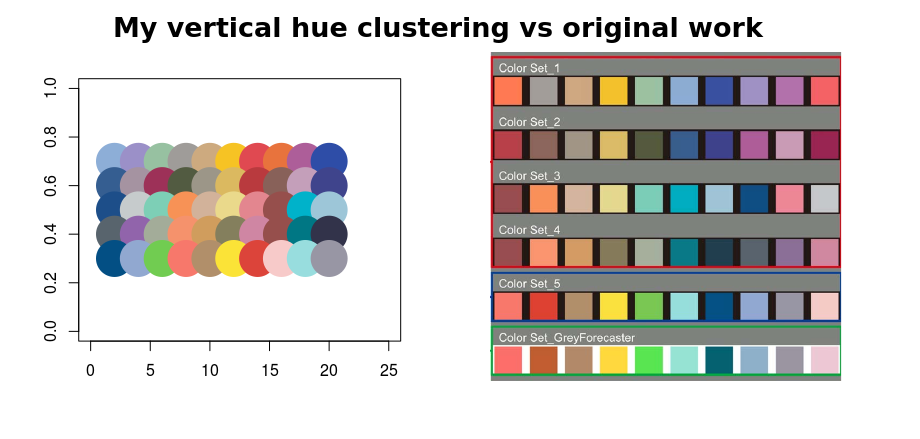 My vertical hue clustering vs original work
1.0
0.8
0.6
0.4
0.2
0.0
0 5 10 15 20 25
Color Set_1
Color Set_2
Color Set_3
Color Set_4
Color Set_5
Color Set_GreyForecaster